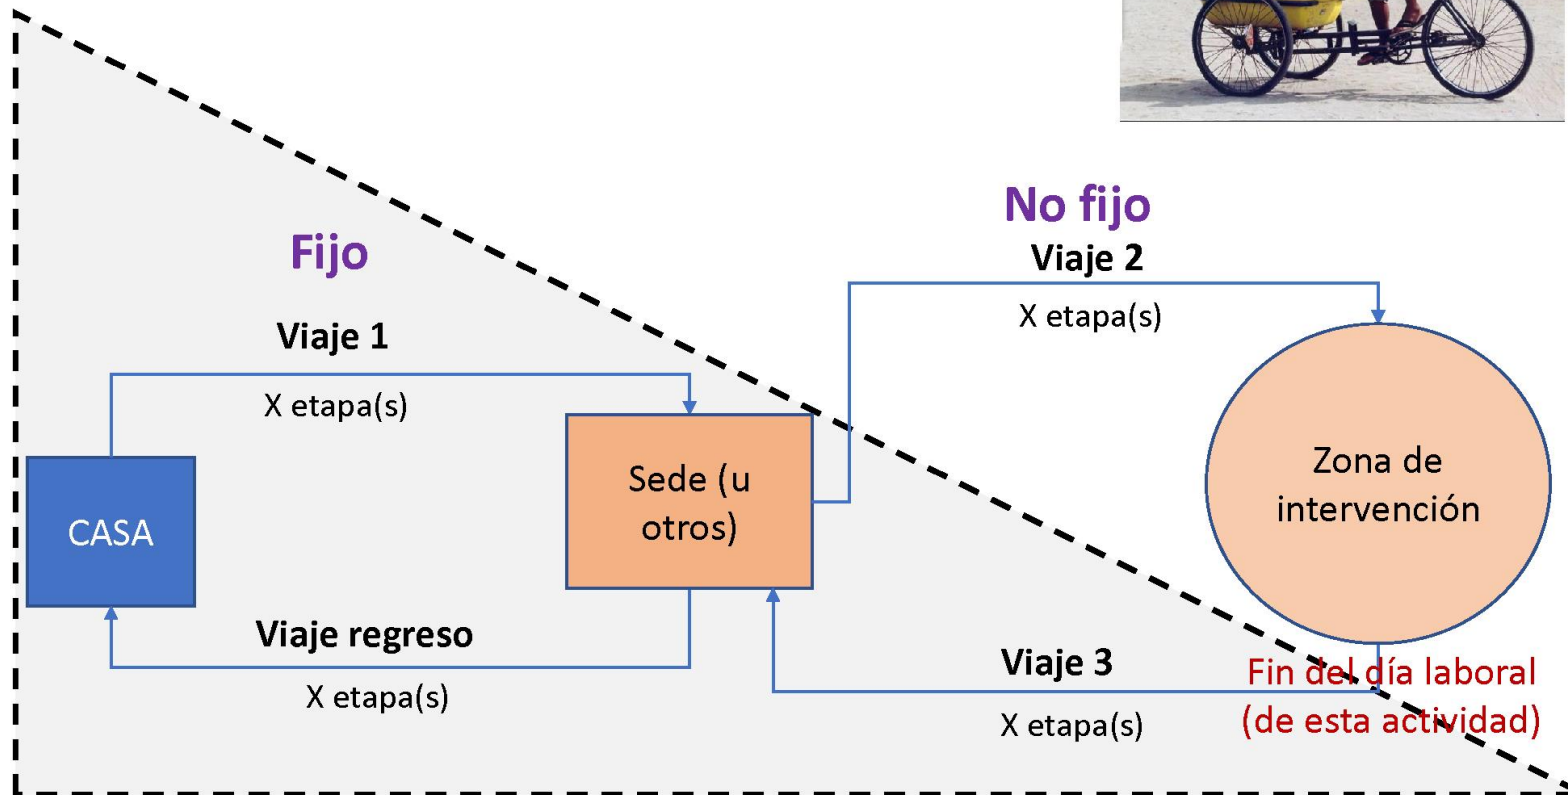 No fijo
Fijo
Viaje 2
X etapa(s)
Viaje 1
X etapa(s)
Sede (u
otros)
Zona de
intervención
CASA
Viaje regreso
X etapa(s)
Viaje 3
X etapa(s)
Fin del día laboral
(de esta actividad)